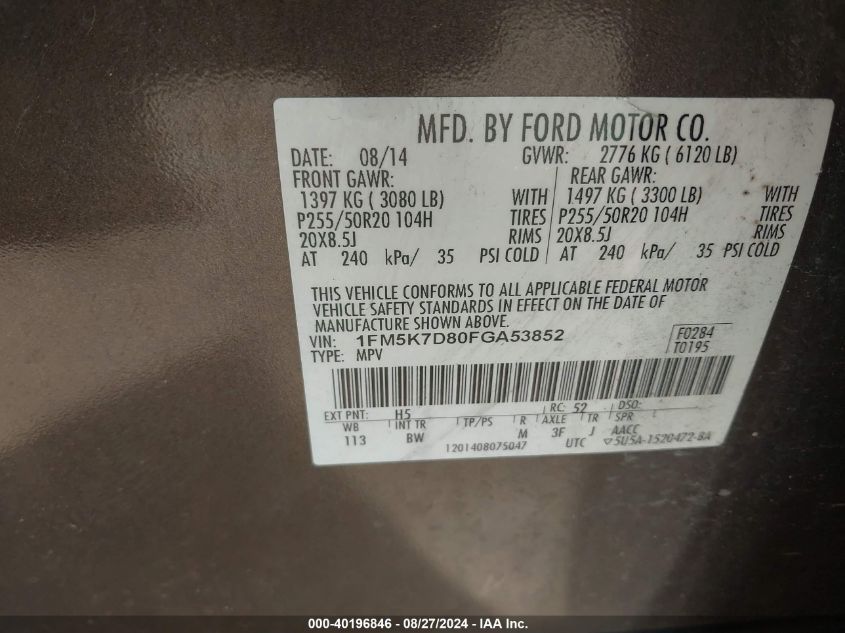 MFD. BY FORD MOTOR CO.
DATE: 08/14 GVWR: 2776 KG ( 6120 LB)
FRONT GAWR: REAR GAWR:
1397 KG ( 3080 LB) WITH 1497 KG ( 3300 LB) WITH
P255/50R20 104H TIRES P255/50R20 104H TIRES
20X8.5J RIMS 20X8.5J RIMS
AT 240 kPa/ 35 PSI COLD AT 240 kPa/ 35 PSI COLD
THIS VEHICLE CONFORMS TO ALL APPLICABLE FEDERAL MOTOR
VEHICLE SAFETY STANDARDS IN EFFECT ON THE DATE OF
MANUFACTURE SHOWN ABOVE.
VIN: 1FM5K7D80FGA53852 F0284
TYPE: MPV T0195
EXT PNT: H5 RC: 52 DSO:
WB INT TR TP/PS R AXLE TR SPR
113 BW M 3F J AACC
1201408075047 UTC ▽5U5A-1520472-BA
000-40196846 - 08/27/2024 - IAA Inc.